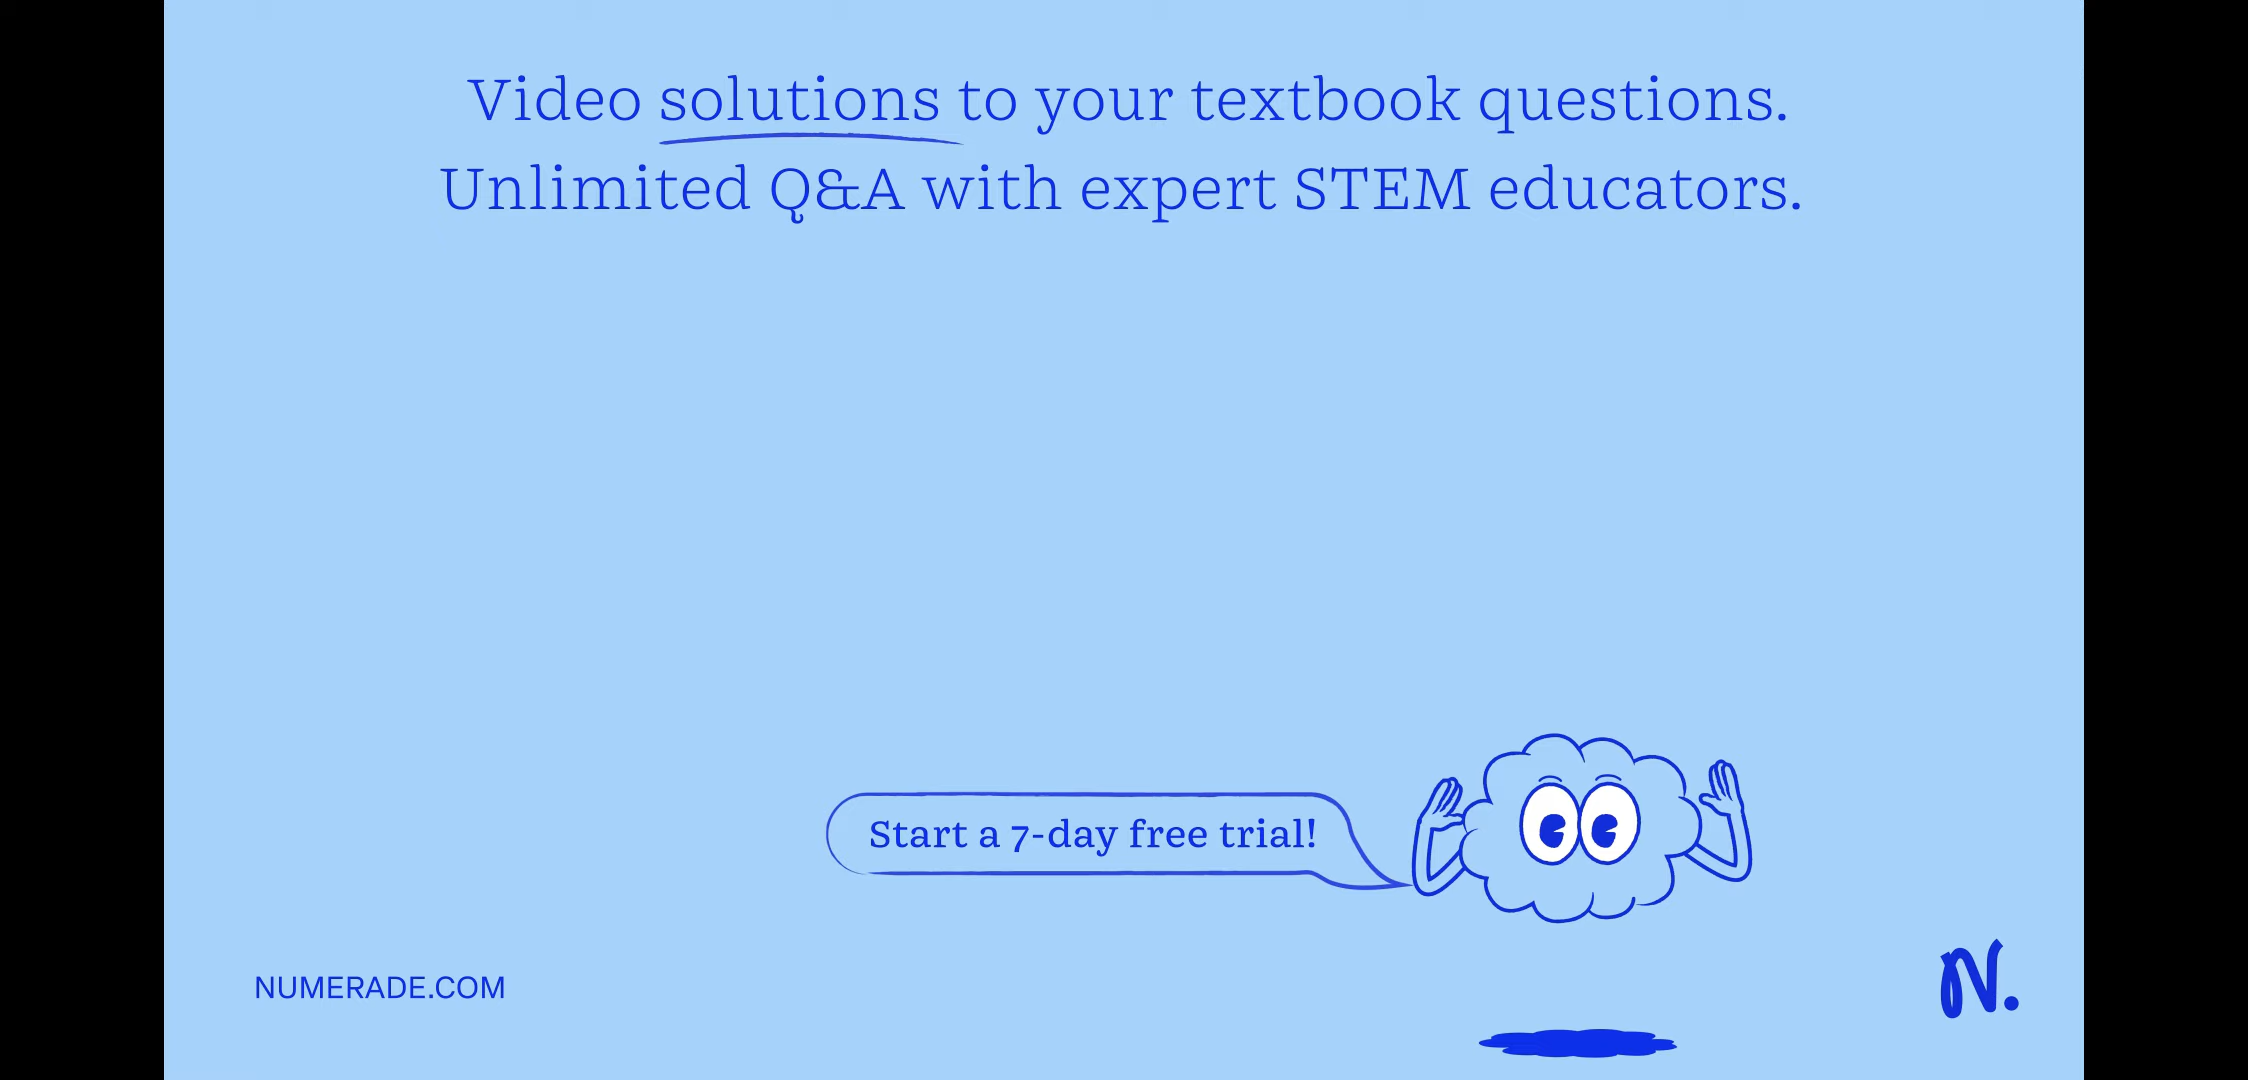 Video solutions to your textbook questions.
Unlimited Q&A with expert STEM educators.
Start a 7-day free trial!
NUMERADE.COM
N.